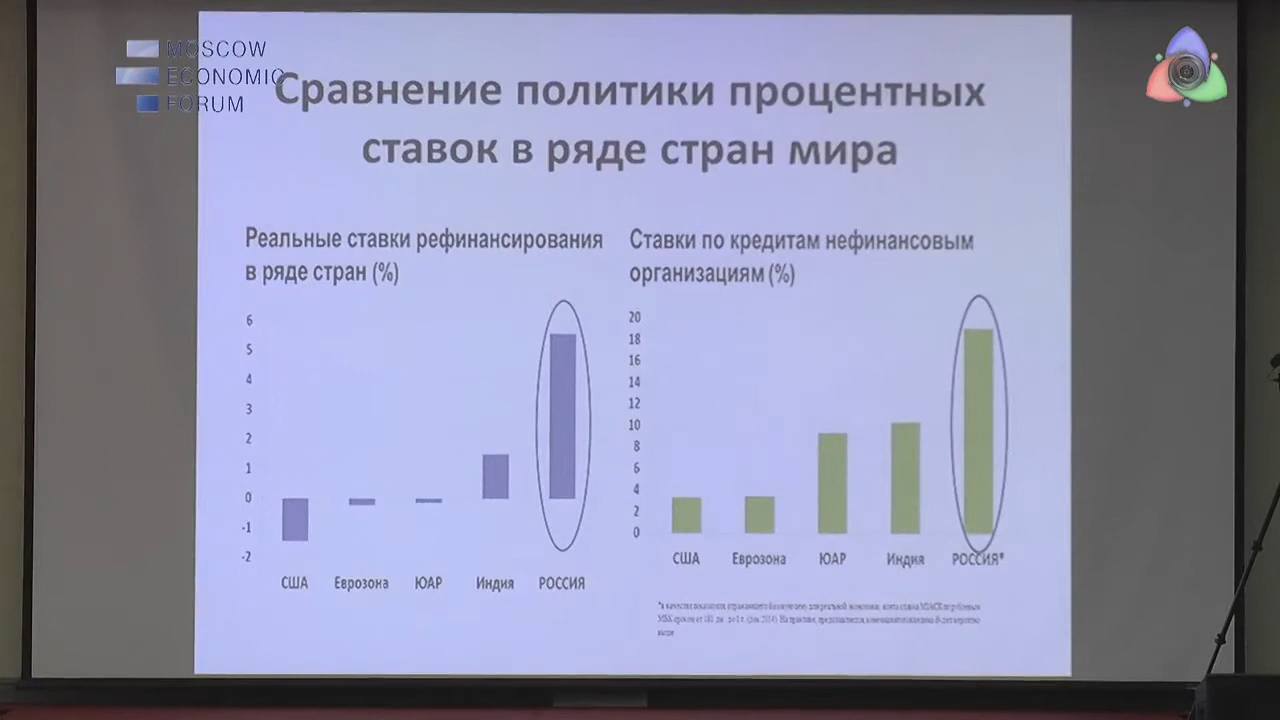 MOSCOW
ECONOMIC
FORUM
Сравнение политики процентных
ставок в ряде стран мира
Реальные ставки рефинансирования
в ряде стран (%)
6
5
4
3
2
1
0
-1
-2
США Еврозона ЮАР Индия РОССИЯ
Ставки по кредитам нефинансовым
организациям (%)
20
18
16
14
12
10
8
6
4
2
0
США Еврозона ЮАР Индия РОССИЯ*